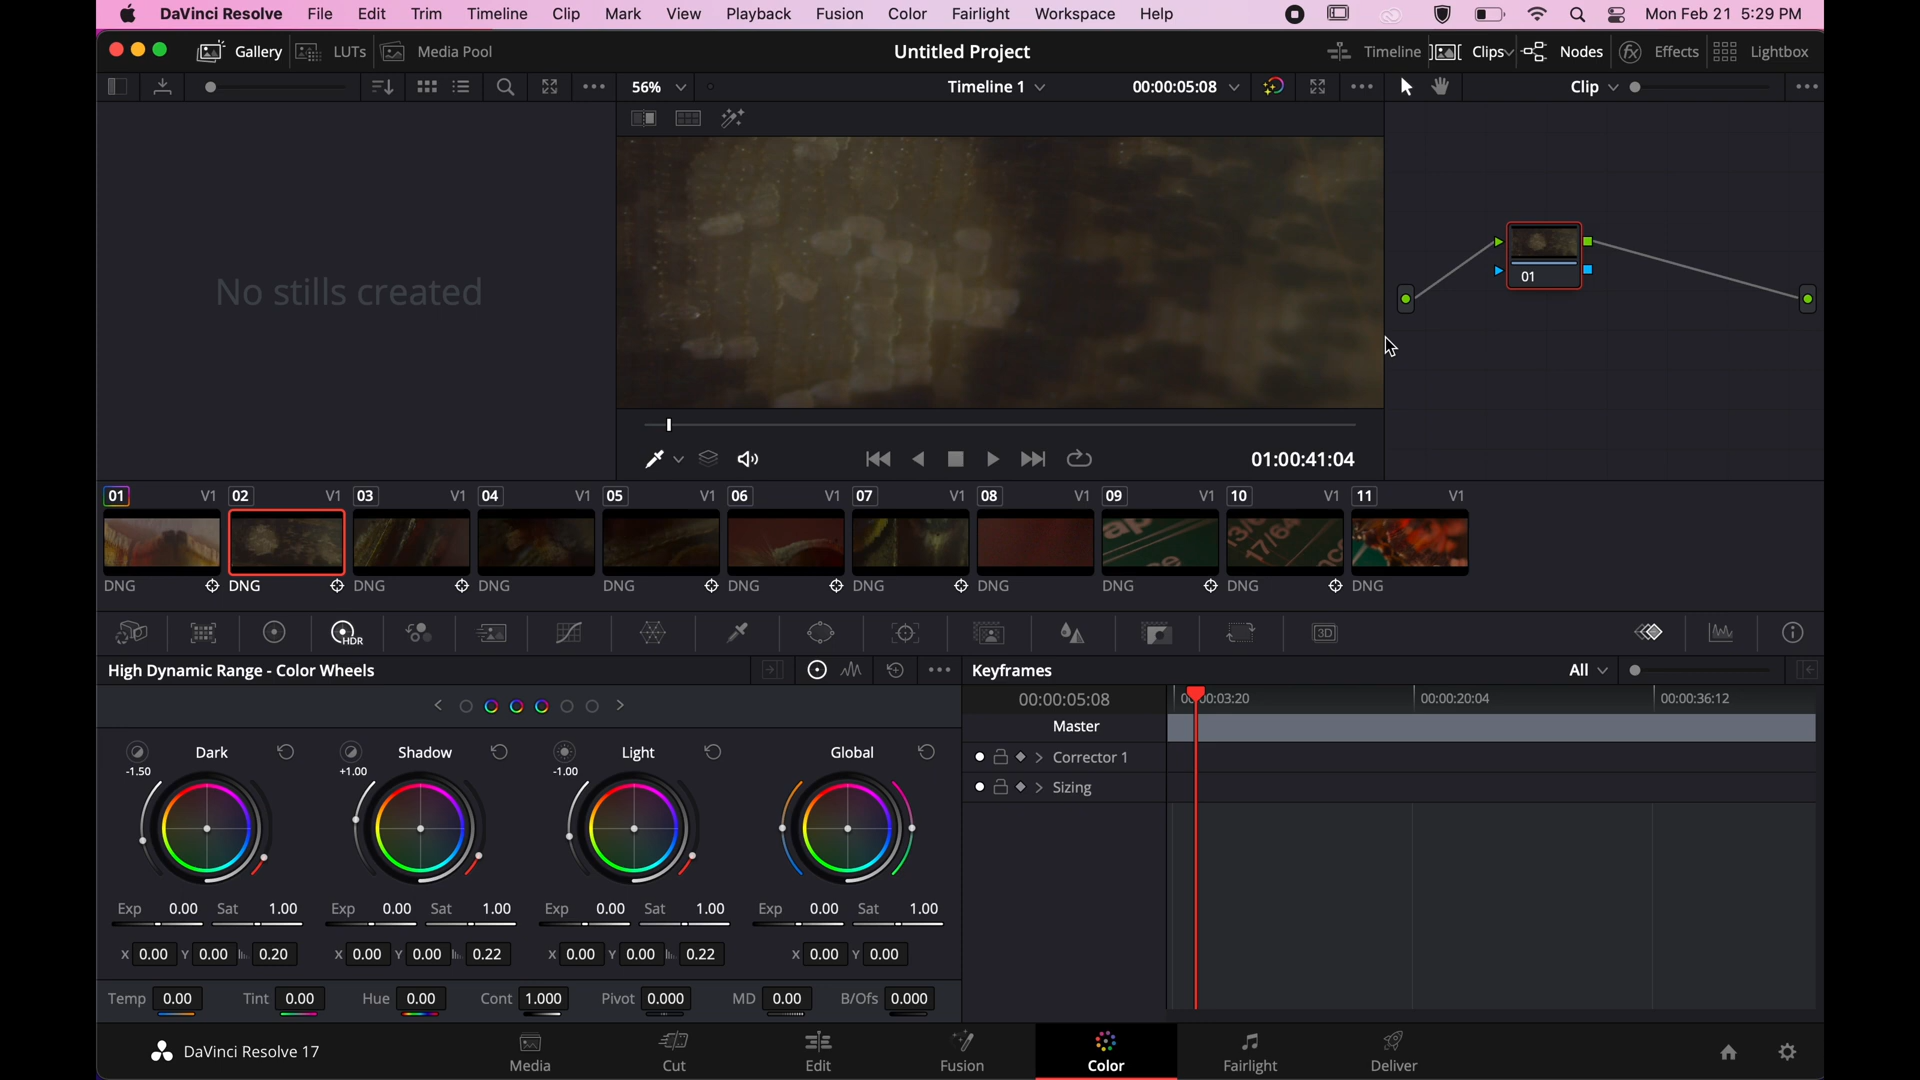 DaVinci Resolve File Edit Trim Timeline Clip Mark View Playback Fusion Color Fairlight Workspace Help Mon Feb 21 5:29 PM
Gallery LUTs Media Pool Untitled Project Timeline Clips Nodes Effects Lightbox
56% Timeline 1 00:00:05:08 Clip
No stills created
01
01:00:41:04
01 V1 02 V1 03 V1 04 V1 05 V1 06 V1 07 V1 08 V1 09 V1 10 V1 11 V1
13/6
17/64
DNG DNG DNG DNG DNG DNG DNG DNG DNG DNG DNG
HDR 3D
High Dynamic Range - Color Wheels Keyframes All
00:00:05:08 00:00:20:04 00:00:36:12
Master
Dark Shadow Light Global Corrector 1
-1.50 +1.00 -1.00
Sizing
Exp 0.00 Sat 1.00 Exp 0.00 Sat 1.00 Exp 0.00 Sat 1.00 Exp 0.00 Sat 1.00
X 0.00 Y 0.00 0.20 X 0.00 Y 0.00 0.22 X 0.00 Y 0.00 0.22 X 0.00 Y 0.00
Temp 0.00 Tint 0.00 Hue 0.00 Cont 1.000 Pivot 0.000 MD 0.00 B/Ofs 0.000
DaVinci Resolve 17 Media Cut Edit Fusion Color Fairlight Deliver